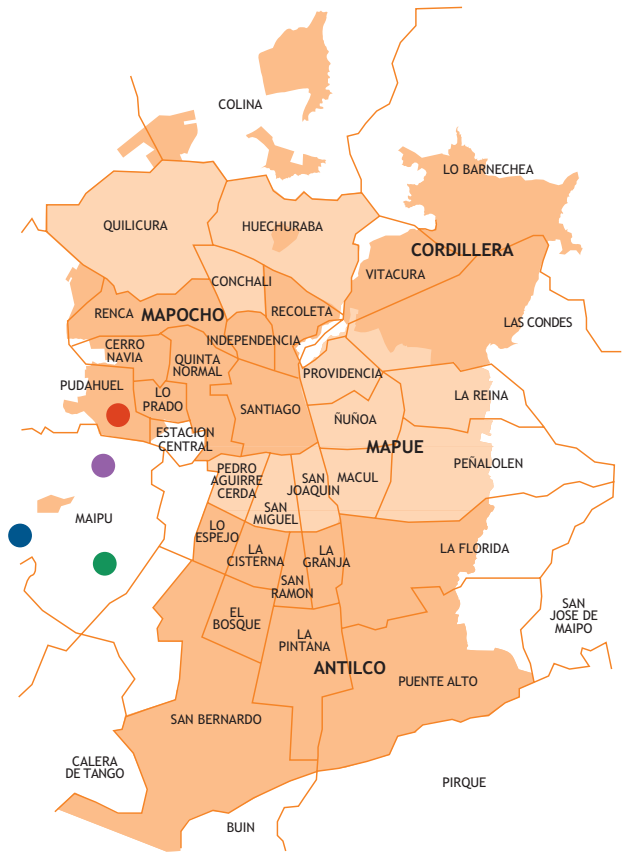 COLINA
LO BARNECHEA
QUILICURA
HUECHURABA
CORDILLERA
VITACURA
CONCHALI
RENCA
MAPOCHO
RECOLETA
LAS CONDES
INDEPENDENCIA
CERRO
NAVIA
QUINTA
NORMAL
PROVIDENCIA
PUDAHUEL
LO
PRADO
LA REINA
SANTIAGO
ÑUÑOA
ESTACION
CENTRAL
MAPUE
PEDRO
AGUIRRE
CERDA
SAN
JOAQUIN
MACUL
PEÑALOLEN
SAN
MIGUEL
MAIPU
LO
ESPEJO
LA
CISTERNA
LA
GRANJA
LA FLORIDA
SAN
RAMON
EL
BOSQUE
SAN
JOSE DE
MAIPO
LA
PINTANA
ANTILCO
PUENTE ALTO
SAN BERNARDO
CALERA
DE TANGO
PIRQUE
BUIN